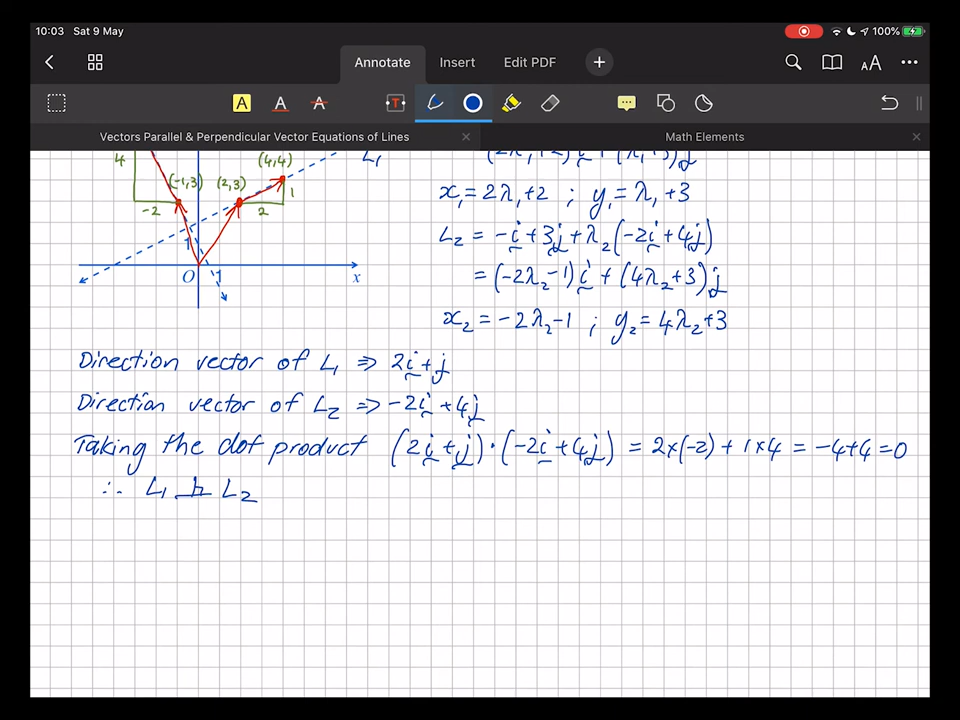 10:03 Sat 9 May
100%
Annotate Insert Edit PDF
Vectors Parallel & Perpendicular Vector Equations of Lines
Math Elements
4
(-1,3)
(2,3)
(4,4)
L₁
-2
2
1
1
O
1
x
(2λ₁+2)i+(λ₁+3)j
x₁=2λ₁+2 ; y₁=λ₁+3
L₂ = -i+3j+λ₂(-2i+4j)
= (-2λ₂-1)i+(4λ₂+3)j
x₂=-2λ₂-1 ; y₂=4λ₂+3
Direction vector of L₁ ⇒ 2i+j
Direction vector of L₂ ⇒ -2i+4j
Taking the dot product (2i+j)·(-2i+4j) = 2×(-2)+1×4 = -4+4=0
∴ L₁ ⊥ L₂